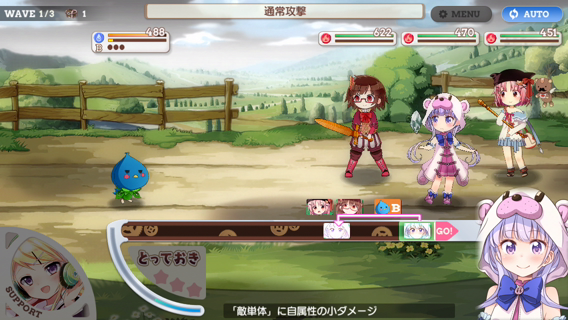 WAVE 1/3
1
通常攻撃
MENU
AUTO
488
B
622
470
451
B
GO!
とっておき
SUPPORT
「敵単体」に自属性の小ダメージ